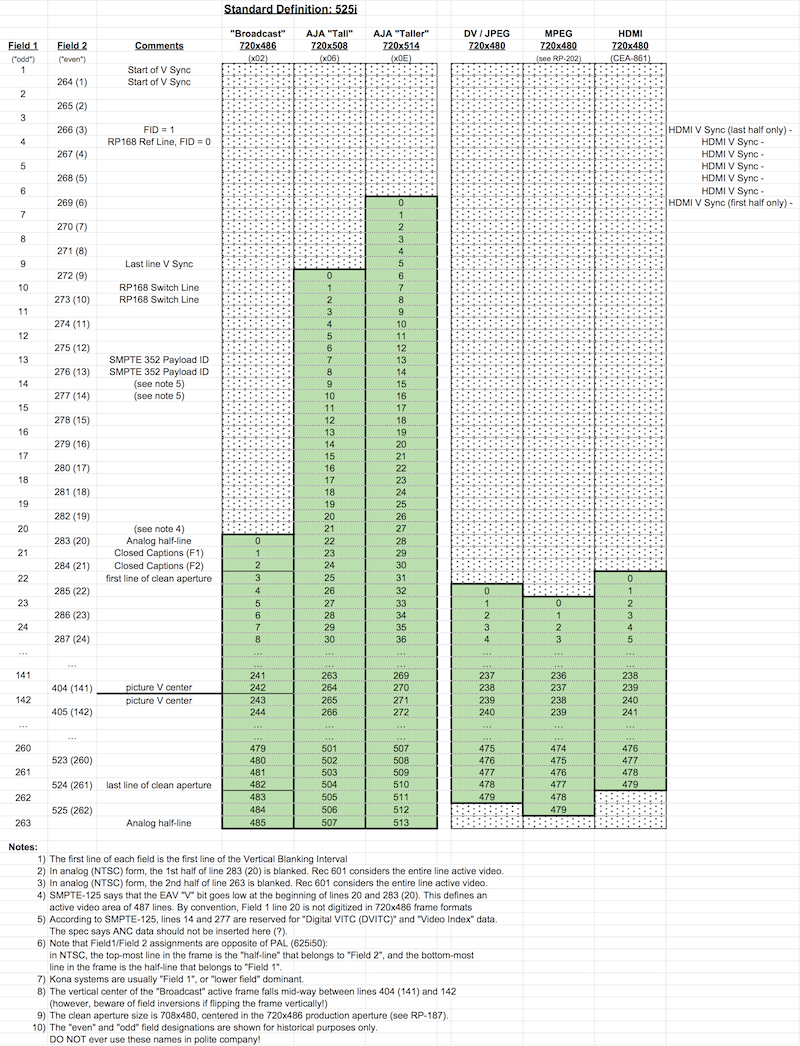 Standard Definition: 525i
"Broadcast" AJA "Tall" AJA "Taller" DV / JPEG MPEG HDMI
Field 1 Field 2 Comments 720x486 720x508 720x514 720x480 720x480 720x480
("odd") ("even") (x02) (x06) (x0E) (see RP-202) (CEA-861)
1 Start of V Sync
264 (1) Start of V Sync
2
265 (2)
3
266 (3) FID = 1 HDMI V Sync (last half only) -
4 RP168 Ref Line, FID = 0 HDMI V Sync -
267 (4) HDMI V Sync -
5 HDMI V Sync -
268 (5) HDMI V Sync -
6 HDMI V Sync -
269 (6) 0 HDMI V Sync (first half only) -
7 1
270 (7) 2
8 3
271 (8) 4
9 Last line V Sync 5
272 (9) 0 6
10 RP168 Switch Line 1 7
273 (10) RP168 Switch Line 2 8
11 3 9
274 (11) 4 10
12 5 11
275 (12) 6 12
13 SMPTE 352 Payload ID 7 13
276 (13) SMPTE 352 Payload ID 8 14
14 (see note 5) 9 15
277 (14) (see note 5) 10 16
15 11 17
278 (15) 12 18
16 13 19
279 (16) 14 20
17 15 21
280 (17) 16 22
18 17 23
281 (18) 18 24
19 19 25
282 (19) 20 26
20 (see note 4) 21 27
283 (20) Analog half-line 0 22 28
21 Closed Captions (F1) 1 23 29
284 (21) Closed Captions (F2) 2 24 30
22 first line of clean aperture 3 25 31 0
285 (22) 4 26 32 0 1
23 5 27 33 1 0 2
286 (23) 6 28 34 2 1 3
24 7 29 35 3 2 4
287 (24) 8 30 36 4 3 5
... ... ... ... ... ... ...
... ... ... ... ... ... ...
141 241 263 269 237 236 238
404 (141) picture V center 242 264 270 238 237 239
142 picture V center 243 265 271 239 238 240
405 (142) 244 266 272 240 239 241
... ... ... ... ... ... ...
... ... ... ... ... ... ...
260 479 501 507 475 474 476
523 (260) 480 502 508 476 475 477
261 481 503 509 477 476 478
524 (261) last line of clean aperture 482 504 510 478 477 479
262 483 505 511 479 478
525 (262) 484 506 512 479
263 Analog half-line 485 507 513
Notes:
1) The first line of each field is the first line of the Vertical Blanking Interval
2) In analog (NTSC) form, the 1st half of line 283 (20) is blanked. Rec 601 considers the entire line active video.
3) In analog (NTSC) form, the 2nd half of line 263 is blanked. Rec 601 considers the entire line active video.
4) SMPTE-125 says that the EAV "V" bit goes low at the beginning of lines 20 and 283 (20). This defines an
active video area of 487 lines. By convention, Field 1 line 20 is not digitized in 720x486 frame formats
5) According to SMPTE-125, lines 14 and 277 are reserved for "Digital VITC (DVITC)" and "Video Index" data.
The spec says ANC data should not be inserted here (?).
6) Note that Field1/Field 2 assignments are opposite of PAL (625i50):
in NTSC, the top-most line in the frame is the "half-line" that belongs to "Field 2", and the bottom-most
line in the frame is the half-line that belongs to "Field 1".
7) Kona systems are usually "Field 1", or "lower field" dominant.
8) The vertical center of the "Broadcast" active frame falls mid-way between lines 404 (141) and 142
(however, beware of field inversions if flipping the frame vertically!)
9) The clean aperture size is 708x480, centered in the 720x486 production aperture (see RP-187).
10) The "even" and "odd" field designations are shown for historical purposes only.
DO NOT ever use these names in polite company!